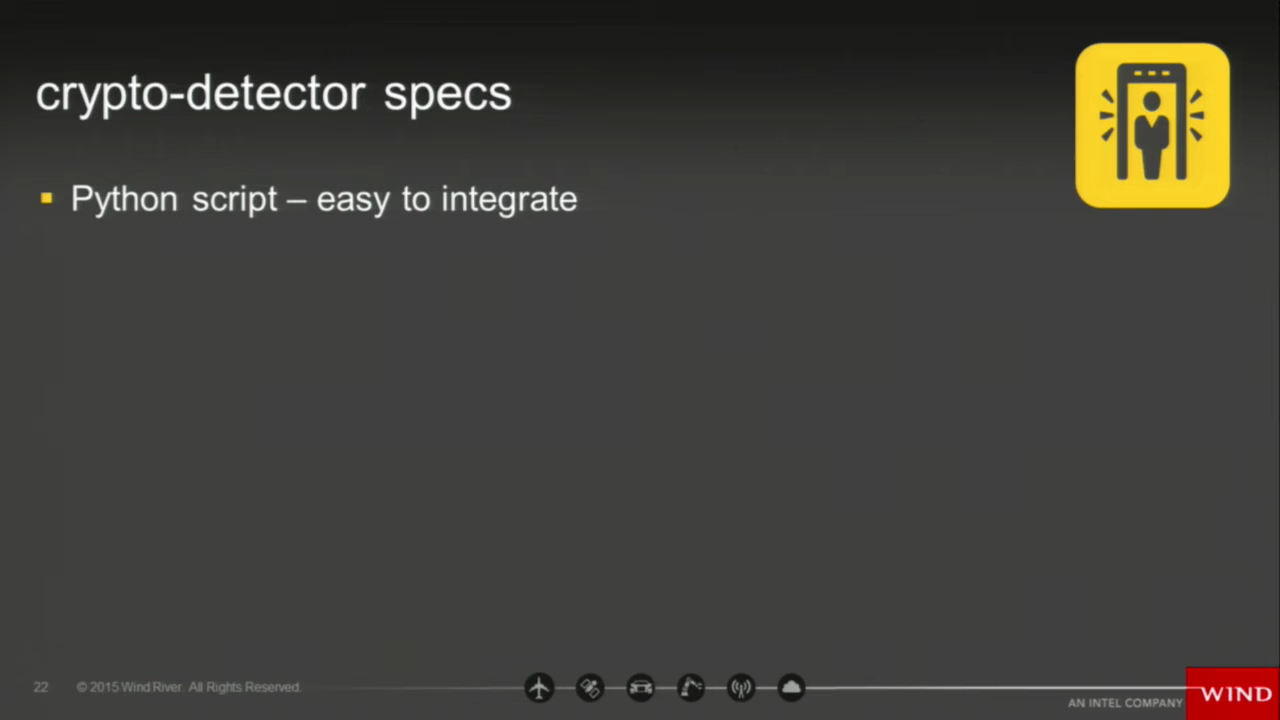 crypto-detector specs
Python script – easy to integrate
22 © 2015 Wind River. All Rights Reserved.
AN INTEL COMPANY
WIND